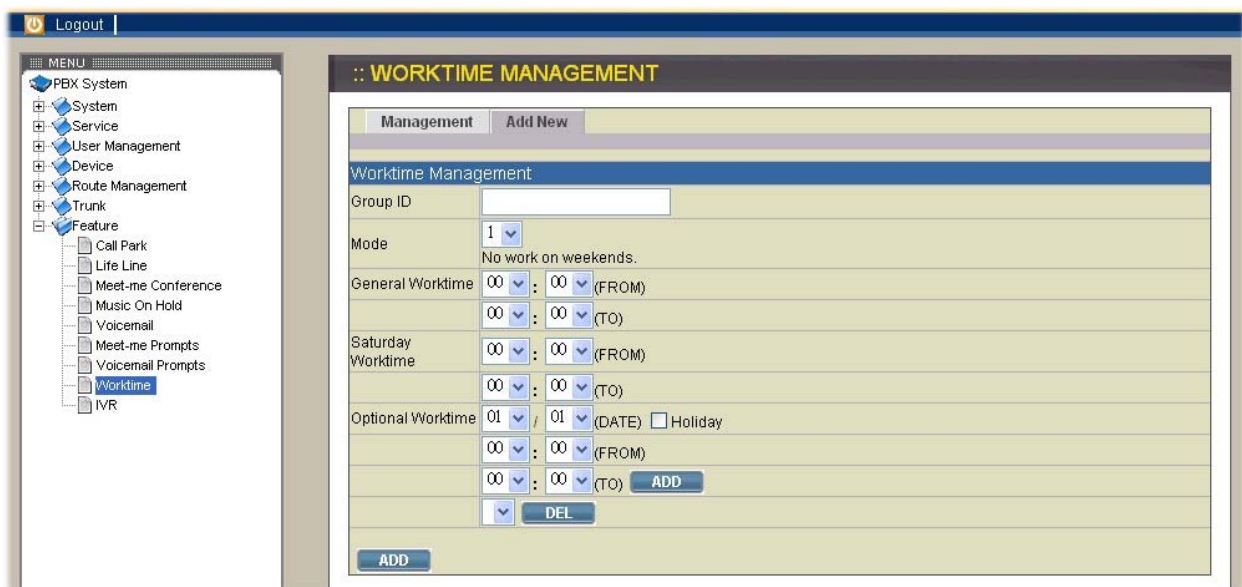 Logout
MENU
PBX System
System
Service
User Management
Device
Route Management
Trunk
Feature
Call Park
Life Line
Meet-me Conference
Music On Hold
Voicemail
Meet-me Prompts
Voicemail Prompts
Worktime
IVR
:: WORKTIME MANAGEMENT
Management Add New
Worktime Management
Group ID
Mode 1
No work on weekends.
General Worktime 00 : 00 (FROM)
00 : 00 (TO)
Saturday Worktime 00 : 00 (FROM)
00 : 00 (TO)
Optional Worktime 01 / 01 (DATE) Holiday
00 : 00 (FROM)
00 : 00 (TO) ADD
DEL
ADD